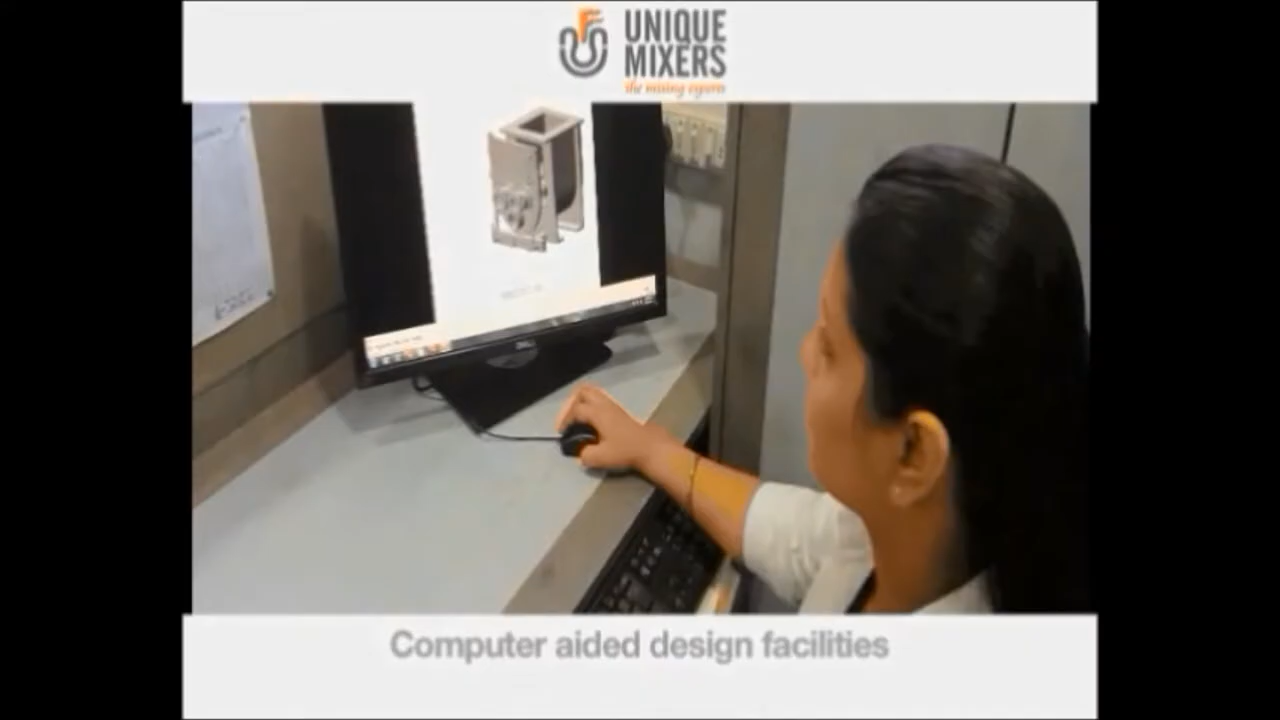 UNIQUE
MIXERS
the mixing experts
Computer aided design facilities